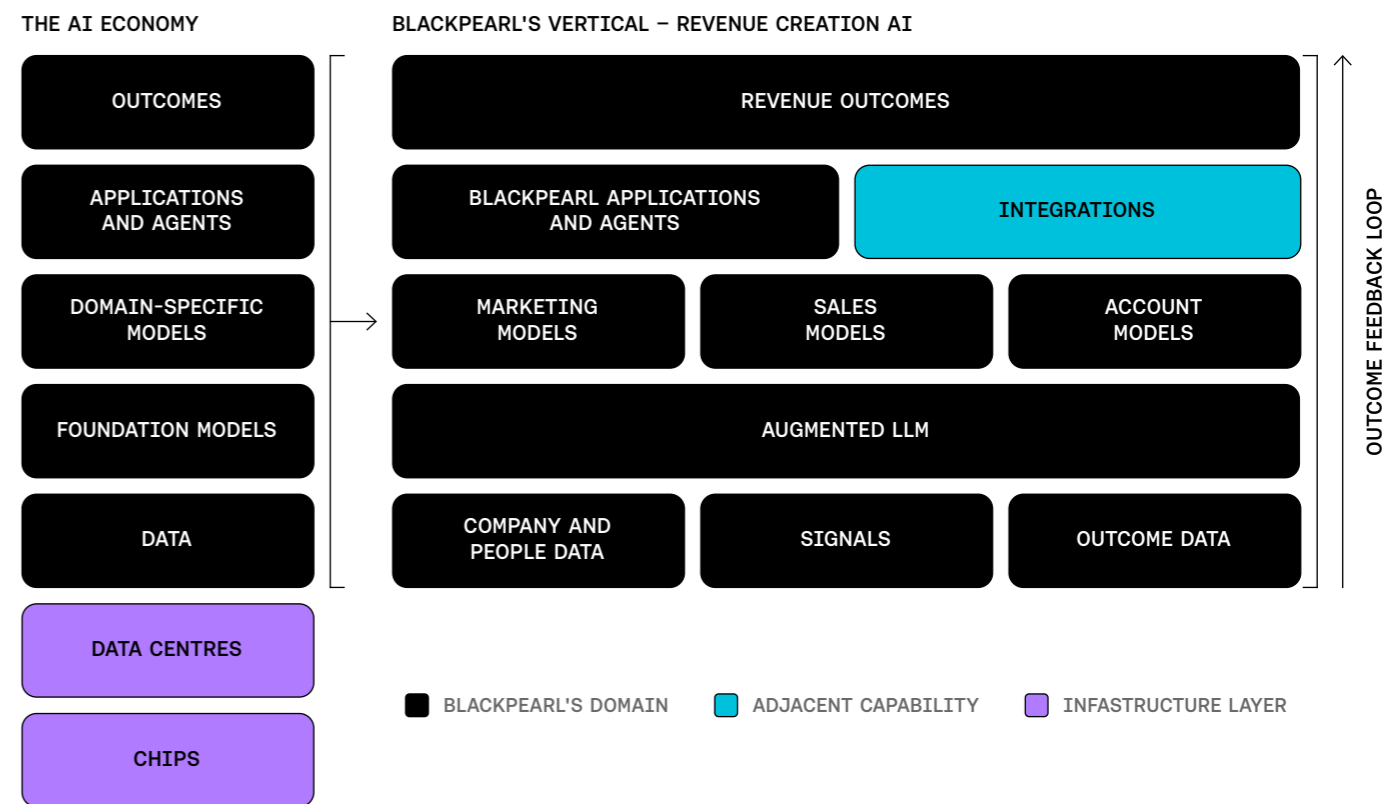 THE AI ECONOMY
BLACKPEARL'S VERTICAL – REVENUE CREATION AI
OUTCOMES
APPLICATIONS
AND AGENTS
DOMAIN-SPECIFIC
MODELS
FOUNDATION MODELS
DATA
DATA CENTRES
CHIPS
REVENUE OUTCOMES
BLACKPEARL APPLICATIONS
AND AGENTS
INTEGRATIONS
MARKETING
MODELS
SALES
MODELS
ACCOUNT
MODELS
AUGMENTED LLM
COMPANY AND
PEOPLE DATA
SIGNALS
OUTCOME DATA
OUTCOME FEEDBACK LOOP
BLACKPEARL'S DOMAIN
ADJACENT CAPABILITY
INFASTRUCTURE LAYER